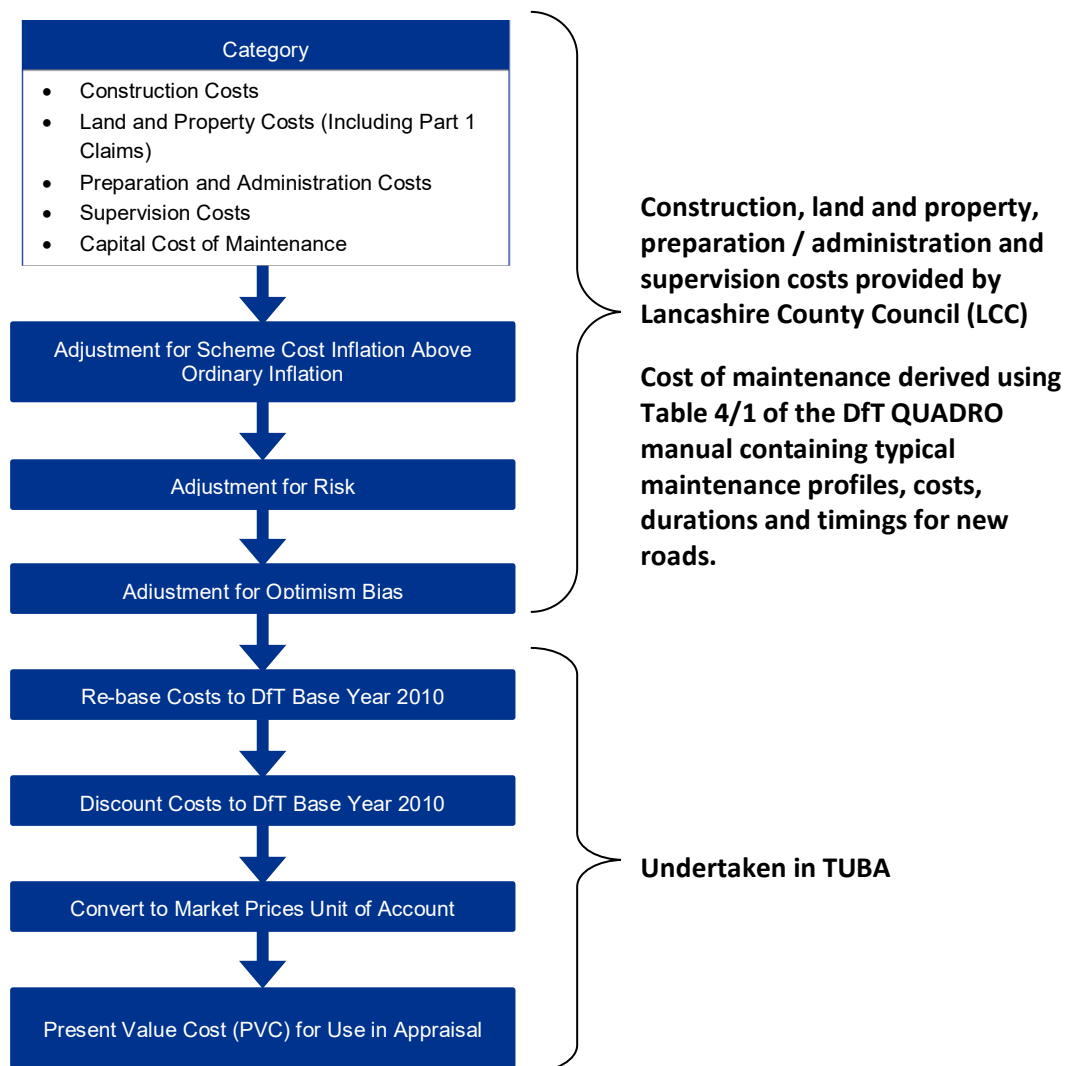 Category
• Construction Costs
• Land and Property Costs (Including Part 1
Claims)
• Preparation and Administration Costs
• Supervision Costs
• Capital Cost of Maintenance
Adjustment for Scheme Cost Inflation Above
Ordinary Inflation
Adjustment for Risk
Adjustment for Optimism Bias
Re-base Costs to DfT Base Year 2010
Discount Costs to DfT Base Year 2010
Convert to Market Prices Unit of Account
Present Value Cost (PVC) for Use in Appraisal
Construction, land and property,
preparation / administration and
supervision costs provided by
Lancashire County Council (LCC)
Cost of maintenance derived using
Table 4/1 of the DfT QUADRO
manual containing typical
maintenance profiles, costs,
durations and timings for new
roads.
Undertaken in TUBA